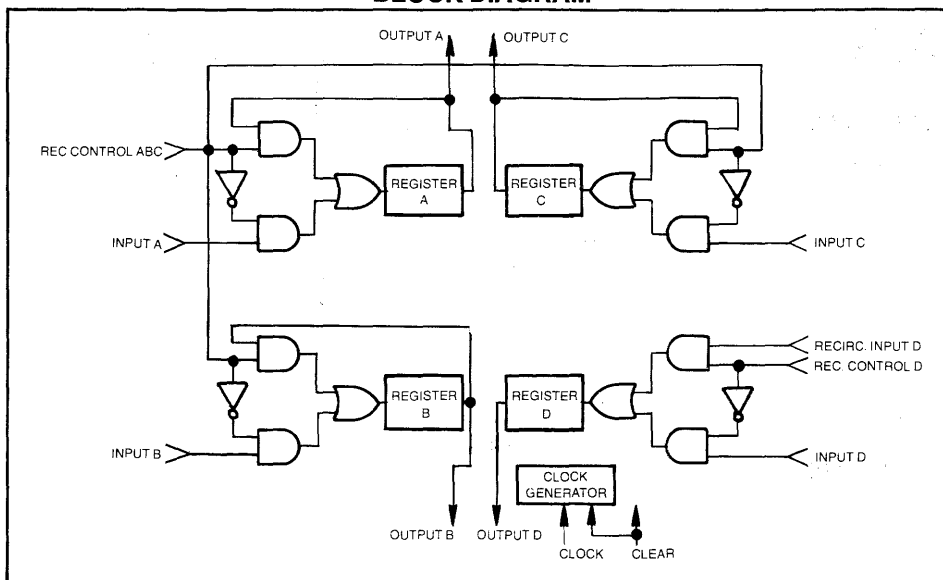 BLOCK DIAGRAM
OUTPUT A
OUTPUT C
REC CONTROL ABC
REGISTER
A
REGISTER
C
INPUT A
INPUT C
RECIRC. INPUT D
REC. CONTROL D
REGISTER
B
REGISTER
D
INPUT B
INPUT D
CLOCK
GENERATOR
OUTPUT B
OUTPUT D
CLOCK
CLEAR